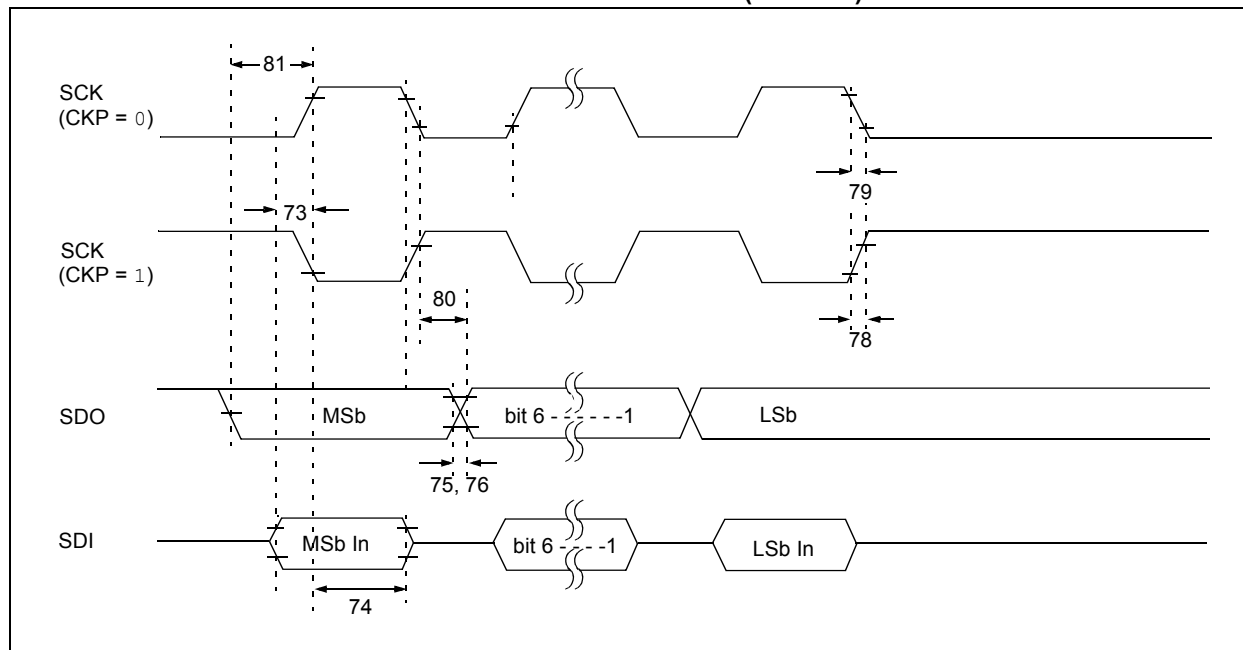 81
SCK
(CKP = 0)
79
73
SCK
(CKP = 1)
80
78
SDO
MSb
bit 6 - - - - - -1
LSb
75, 76
SDI
MSb In
bit 6 - - - -1
LSb In
74